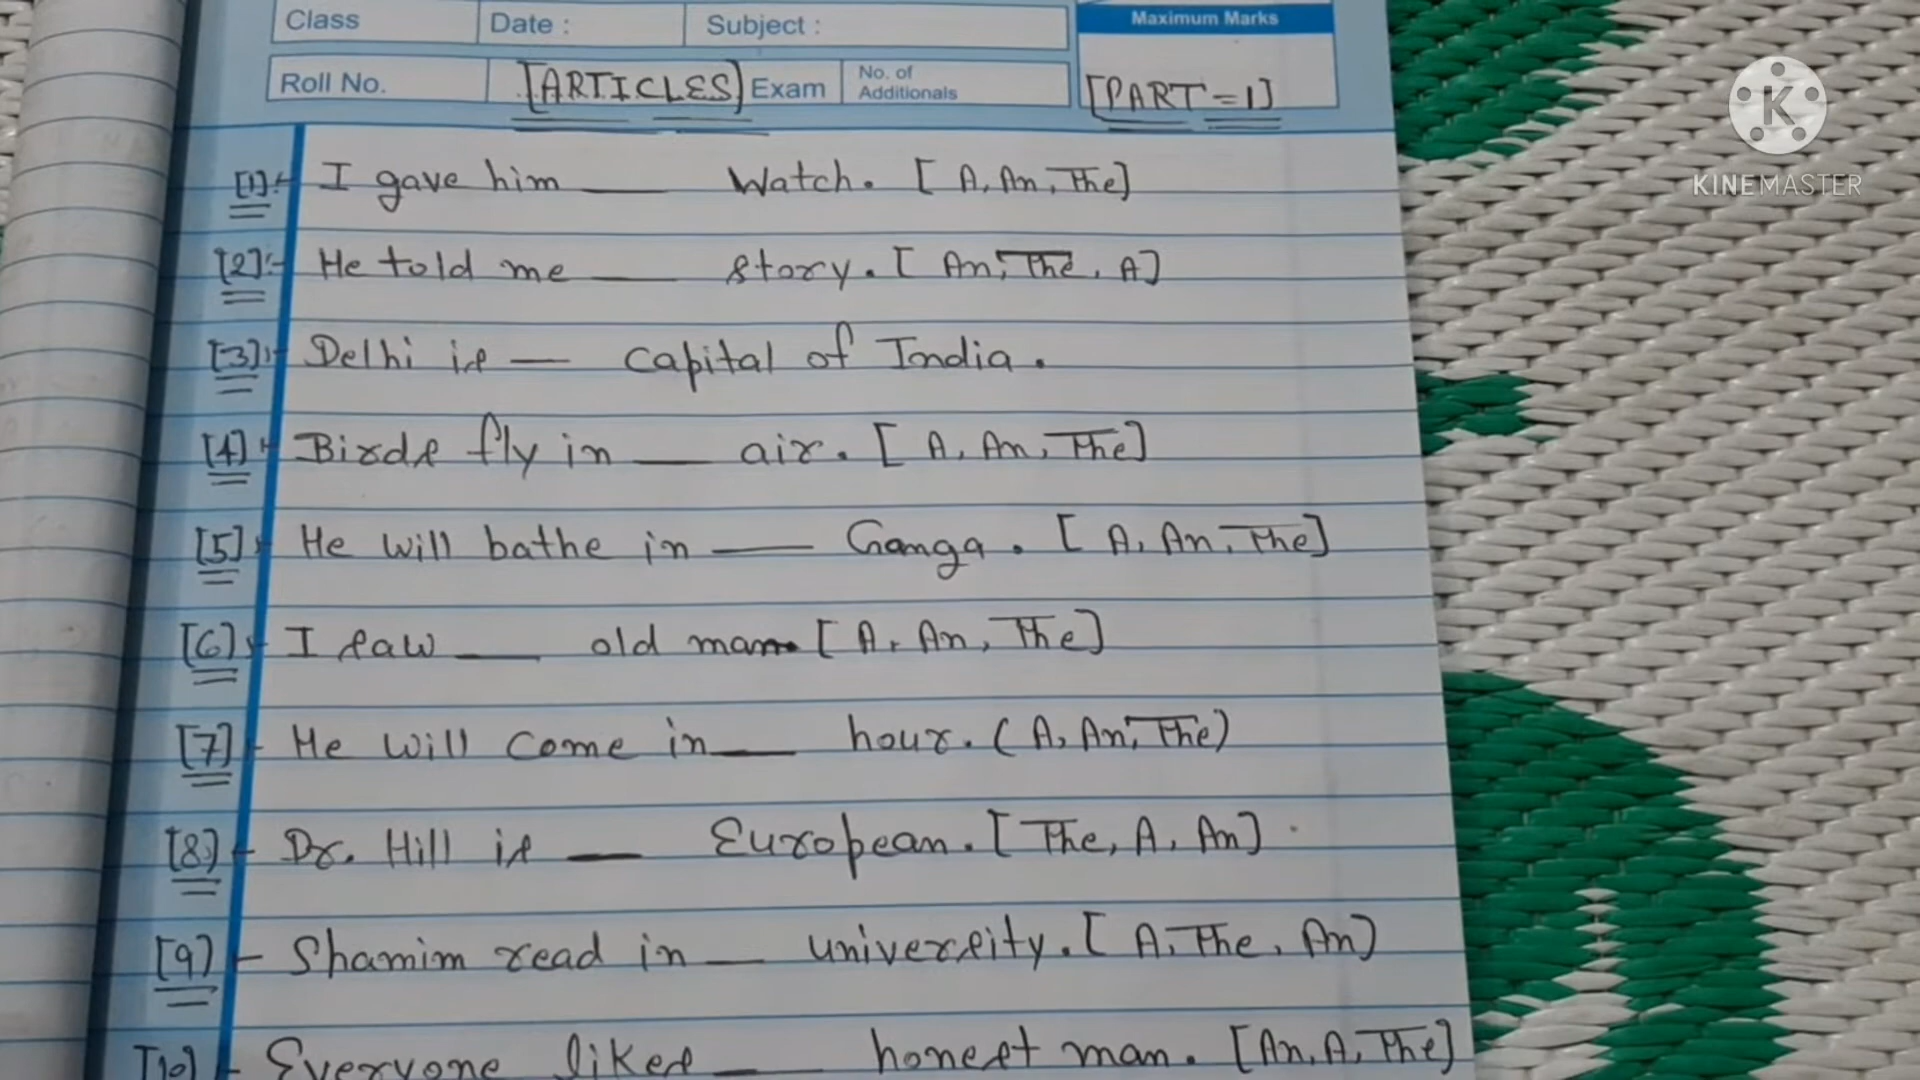 Class Date : Subject : Maximum Marks
Roll No. [ARTICLES] Exam No. of Additionals [PART=1]
KINEMASTER
[1]:- I gave him ___ Watch. [ A, An, The]
[2]:- He told me ___ story. [ An, The, A]
[3]:- Delhi is __ capital of India.
[4]:- Birds fly in ___ air. [ A, An, The]
[5]:- He will bathe in ___ Ganga. [ A, An, The]
[6]:- I saw ___ old man. [ A, An, The]
[7]:- He will come in ___ hour. (A, An, The)
[8]- Dr. Hill is ___ European. [The, A, An]
[9]- Shamim read in __ university. [ A, The, An]
[10]- Everyone likes ___ honest man. [An, A, The]